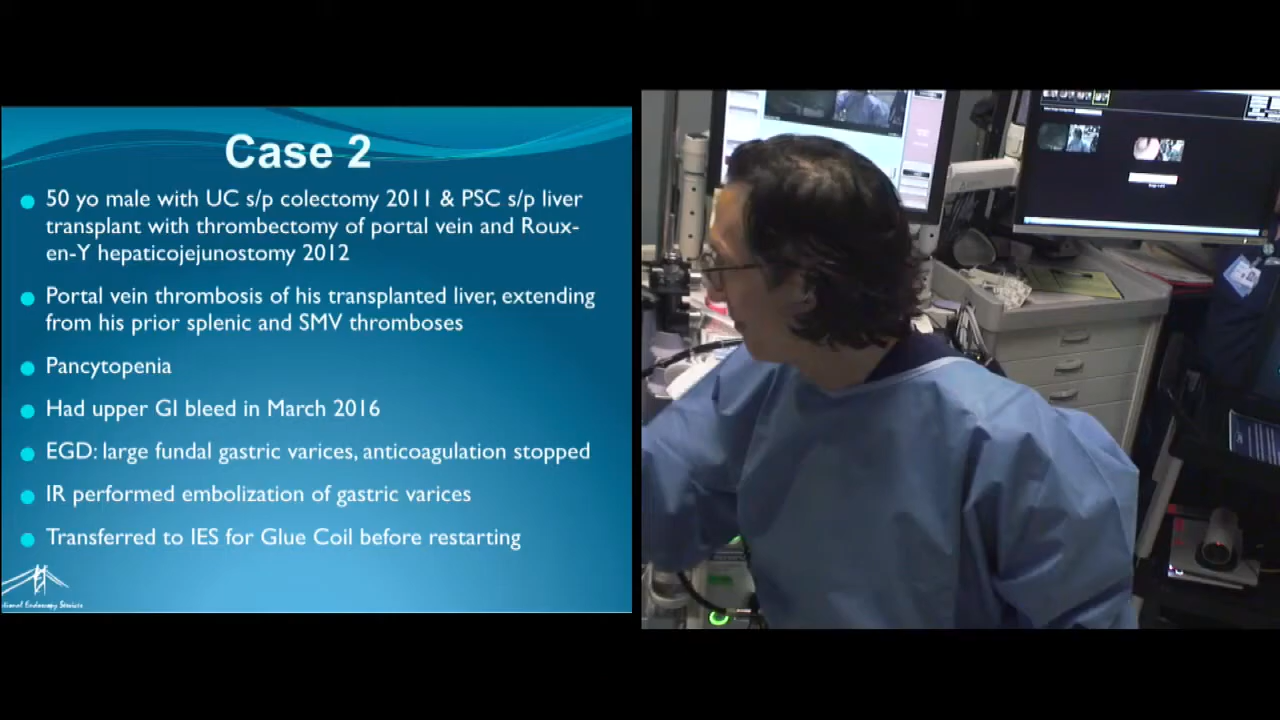 Case 2
50 yo male with UC s/p colectomy 2011 & PSC s/p liver
transplant with thrombectomy of portal vein and Roux-
en-Y hepaticojejunostomy 2012
Portal vein thrombosis of his transplanted liver, extending
from his prior splenic and SMV thromboses
Pancytopenia
Had upper GI bleed in March 2016
EGD: large fundal gastric varices, anticoagulation stopped
IR performed embolization of gastric varices
Transferred to IES for Glue Coil before restarting
Endoscopy Services